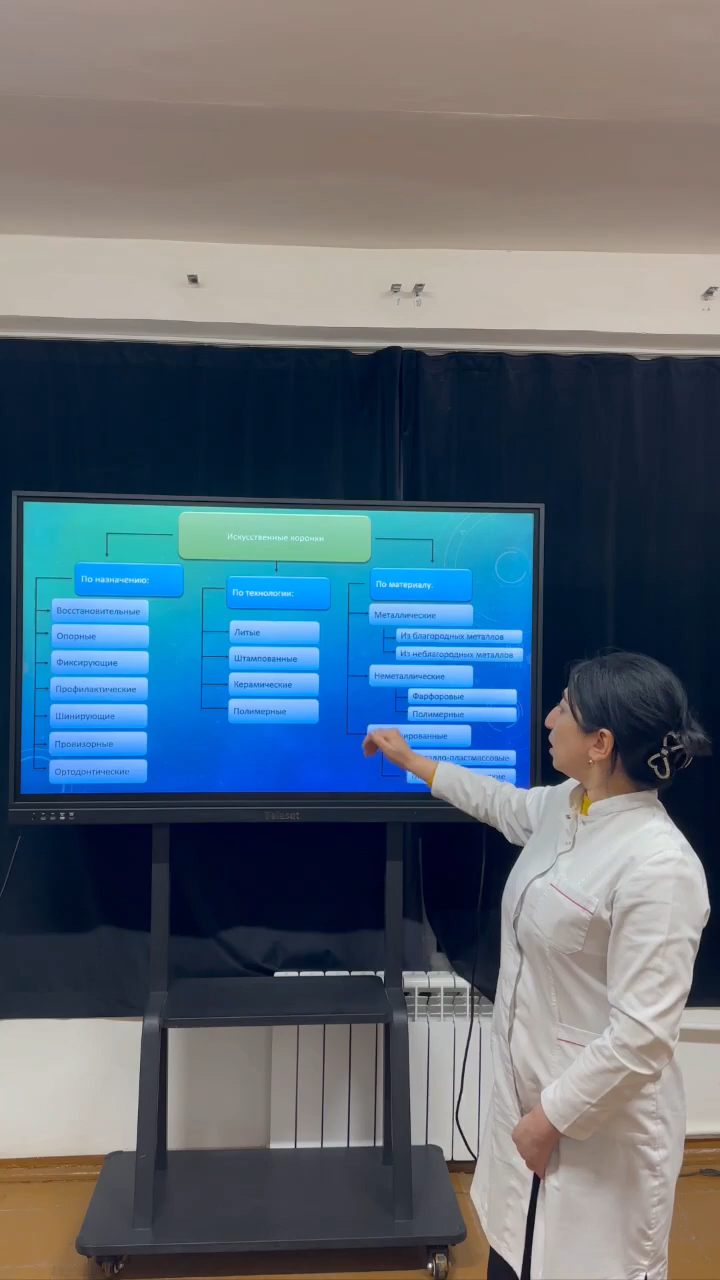 Искусственные коронки
По назначению:
Восстановительные
Опорные
Фиксирующие
Профилактические
Шинирующие
Провизорные
Ортодонтические
По технологии:
Литые
Штампованные
Керамические
Полимерные
По материалу:
Металлические
Из благородных металлов
Из неблагородных металлов
Неметаллические
Фарфоровые
Полимерные